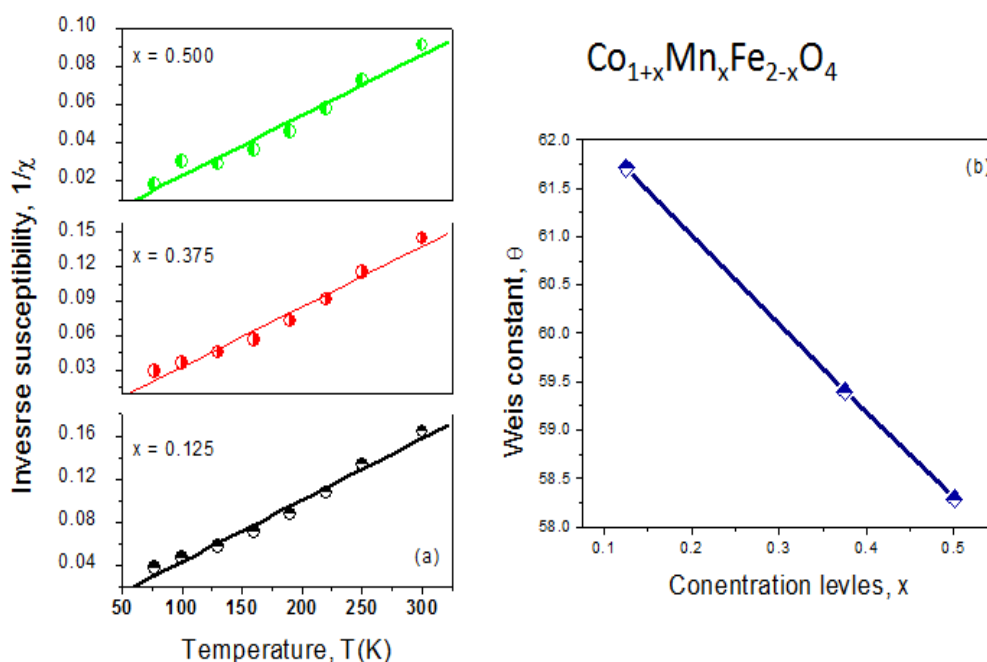 Invesrse susceptibility, 1/χ
0.10
0.08
0.06
0.04
0.02
x = 0.500
0.15
0.12
0.09
0.06
0.03
x = 0.375
0.16
0.12
0.08
0.04
x = 0.125
(a)
50 100 150 200 250 300
Temperature, T(K)
Co1+xMnxFe2-xO4
Weis constant, Θ
62.0
61.5
61.0
60.5
60.0
59.5
59.0
58.5
58.0
(b)
0.1 0.2 0.3 0.4 0.5
Conentration levles, x